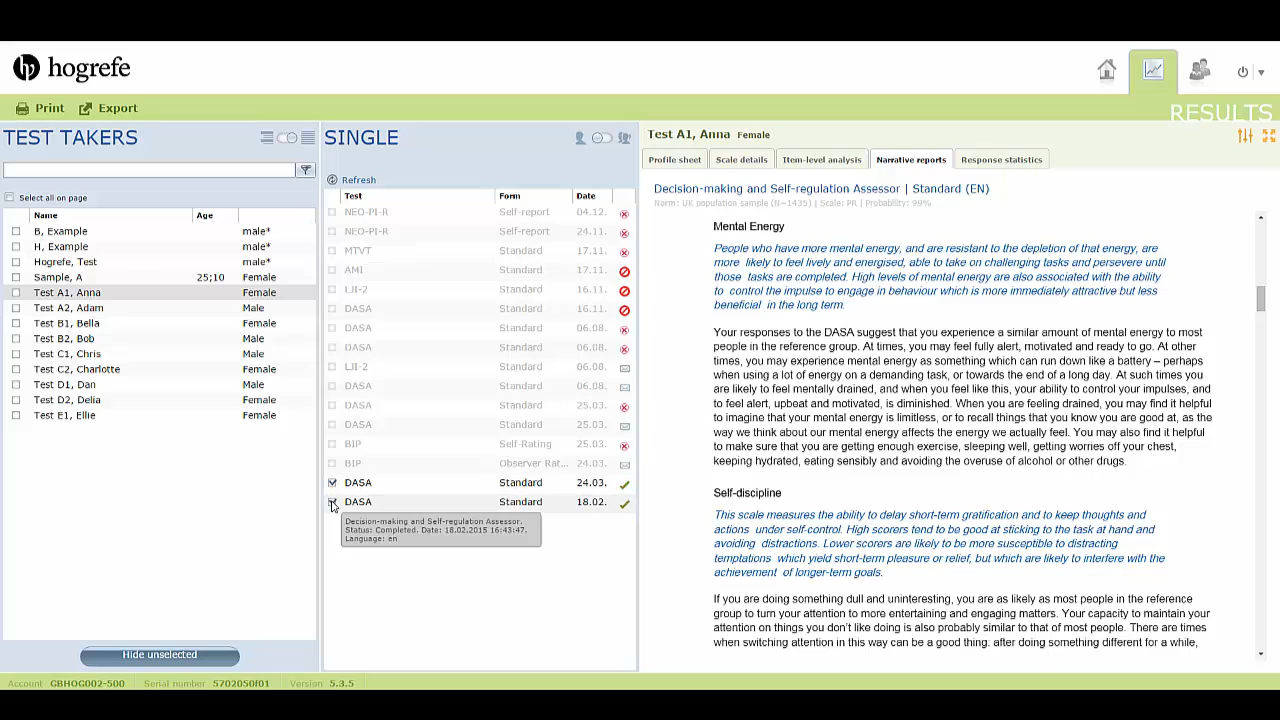 hogrefe
Print Export
RESULTS
TEST TAKERS
Select all on page
Name Age
B, Example male*
H, Example male*
Hogrefe, Test male*
Sample, A 25;10 Female
Test A1, Anna Female
Test A2, Adam Male
Test B1, Bella Female
Test B2, Bob Male
Test C1, Chris Male
Test C2, Charlotte Female
Test D1, Dan Male
Test D2, Delia Female
Test E1, Ellie Female
Hide unselected
SINGLE
Refresh
Test Form Date
NEO-PI-R Self-report 04.12.
NEO-PI-R Self-report 24.11.
MTVT Standard 17.11.
AMI Standard 17.11.
LJI-2 Standard 16.11.
DASA Standard 16.11.
DASA Standard 06.08.
DASA Standard 06.08.
LJI-2 Standard 06.08.
DASA Standard 06.08.
DASA Standard 25.03.
DASA Standard 25.03.
BIP Self-Rating 25.03.
BIP Observer Rat... 24.03.
DASA Standard 24.03.
DASA Standard 18.02.
Decision-making and Self-regulation Assessor.
Status: Completed. Date: 18.02.2015 16:43:47.
Language: en
Test A1, Anna Female
Profile sheet Scale details Item-level analysis Narrative reports Response statistics
Decision-making and Self-regulation Assessor | Standard (EN)
Norm: UK population sample (N=1435) | Scale: PR | Probability: 99%
Mental Energy
People who have more mental energy, and are resistant to the depletion of that energy, are
more likely to feel lively and energised, able to take on challenging tasks and persevere until
those tasks are completed. High levels of mental energy are also associated with the ability
to control the impulse to engage in behaviour which is more immediately attractive but less
beneficial in the long term.
Your responses to the DASA suggest that you experience a similar amount of mental energy to most
people in the reference group. At times, you may feel fully alert, motivated and ready to go. At other
times, you may experience mental energy as something which can run down like a battery – perhaps
when using a lot of energy on a demanding task, or towards the end of a long day. At such times you
are likely to feel mentally drained, and when you feel like this, your ability to control your impulses, and
to feel alert, upbeat and motivated, is diminished. When you are feeling drained, you may find it helpful
to imagine that your mental energy is limitless, or to recall things that you know you are good at, as the
way we think about our mental energy affects the energy we actually feel. You may also find it helpful
to make sure that you are getting enough exercise, sleeping well, getting worries off your chest,
keeping hydrated, eating sensibly and avoiding the overuse of alcohol or other drugs.
Self-discipline
This scale measures the ability to delay short-term gratification and to keep thoughts and
actions under self-control. High scorers tend to be good at sticking to the task at hand and
avoiding distractions. Lower scorers are likely to be more susceptible to distracting
temptations which yield short-term pleasure or relief, but which are likely to interfere with the
achievement of longer-term goals.
If you are doing something dull and uninteresting, you are as likely as most people in the reference
group to turn your attention to more entertaining and engaging matters. Your capacity to maintain your
attention on things you don't like doing is also probably similar to that of most people. There are times
when switching attention in this way can be a good thing: after doing something different for a while,
Account GBHOG002-500 Serial number 5702050f01 Version 5.3.5